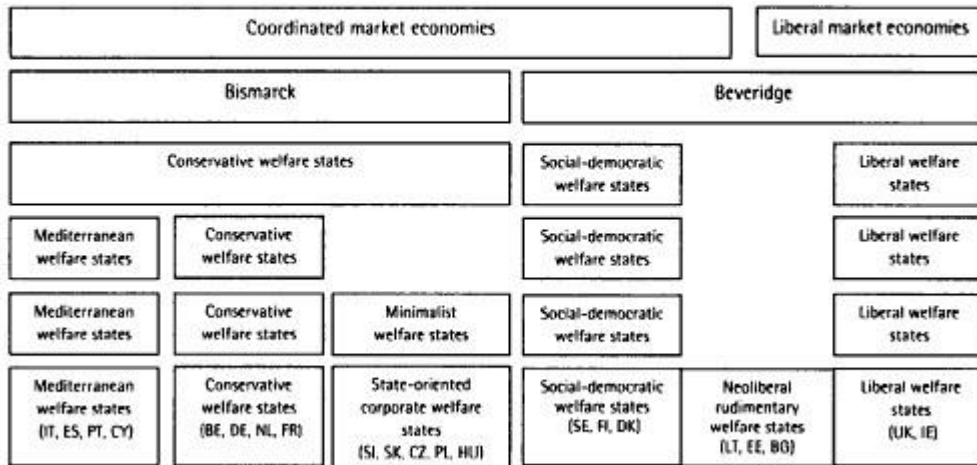 Coordinated market economies
Liberal market economies
Bismarck
Beveridge
Conservative welfare states
Social-democratic
welfare states
Liberal welfare
states
Mediterranean
welfare states
Conservative
welfare states
Social-democratic
welfare states
Liberal welfare
states
Mediterranean
welfare states
Conservative
welfare states
Minimalist
welfare states
Social-democratic
welfare states
Liberal welfare
states
Mediterranean
welfare states
(IT, ES, PT, CY)
Conservative
welfare states
(BE, DE, NL, FR)
State-oriented
corporate welfare
states
(SI, SK, CZ. PL, HU)
Social-democratic
welfare states
(SE, FI, DK)
Neoliberal
rudimentary
welfare states
(LT, EE, BG)
Liberal welfare
states
(UK, IE)